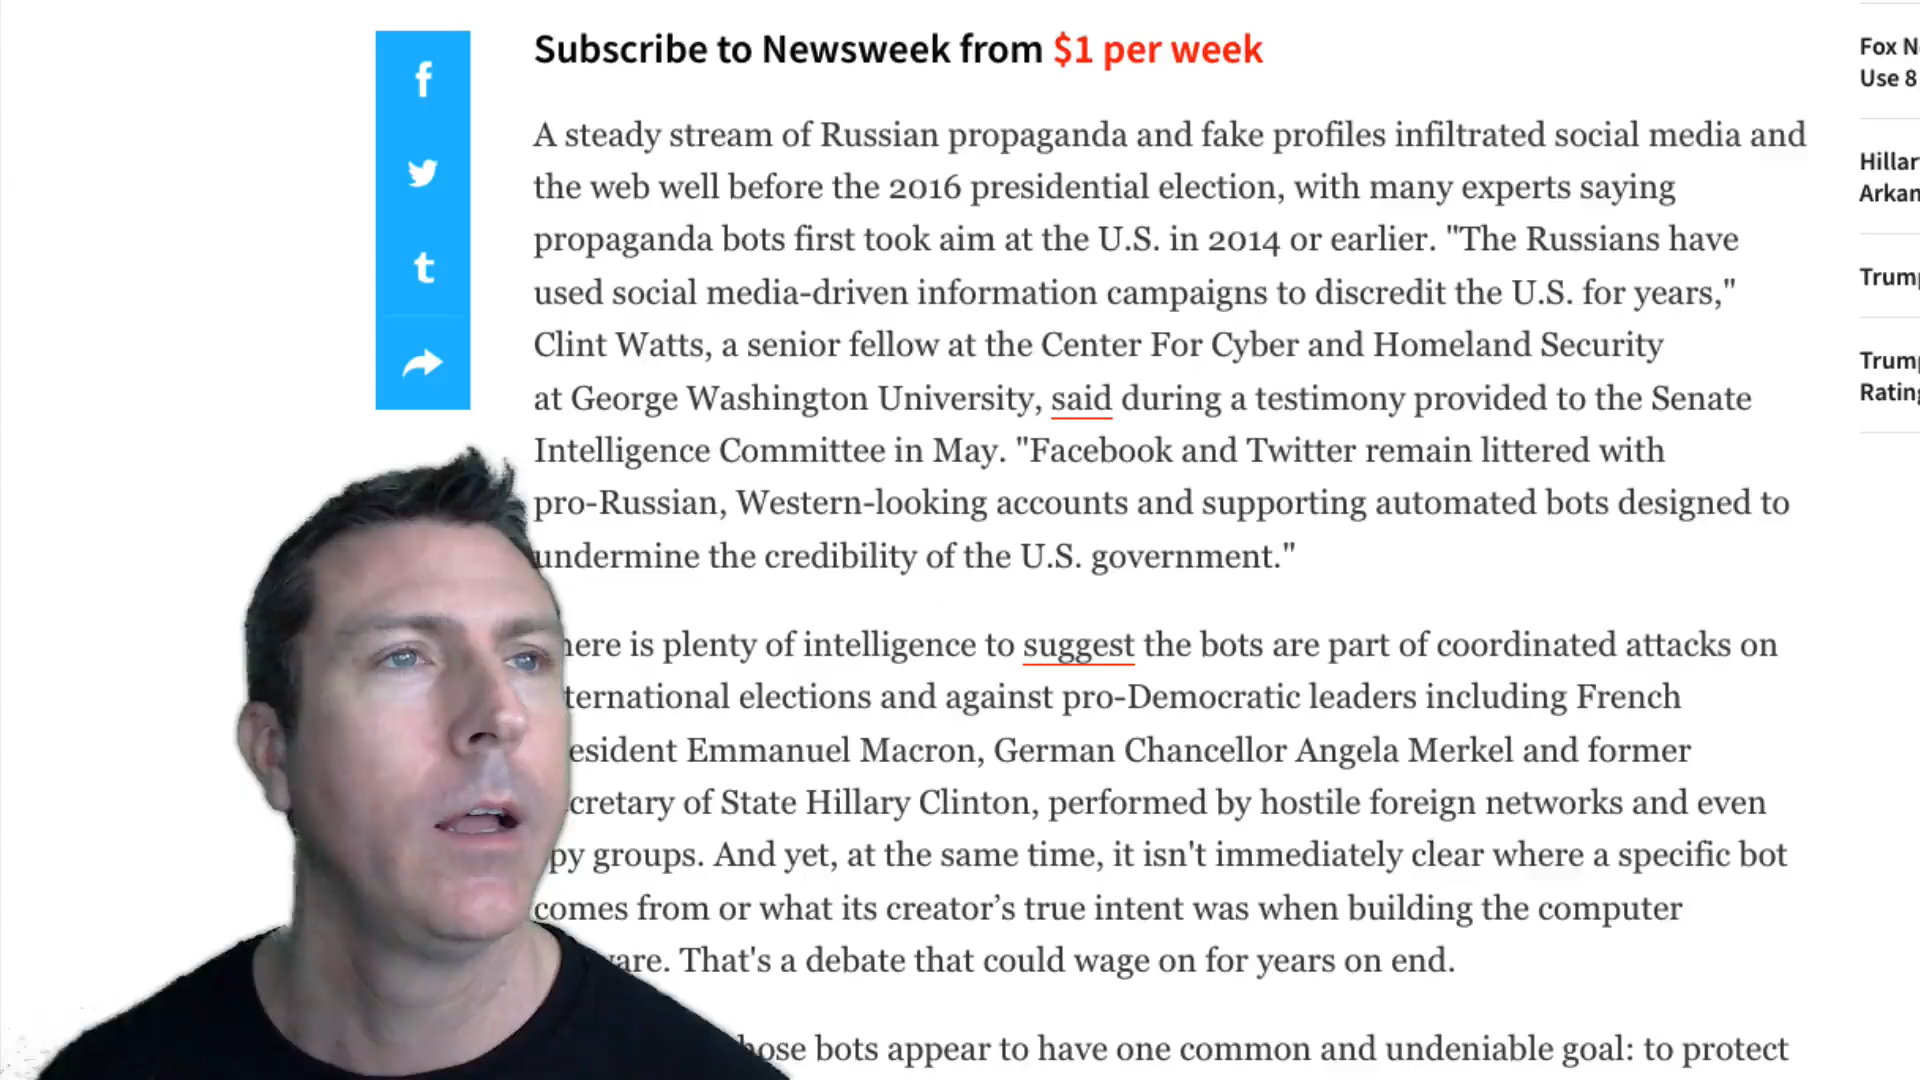 Subscribe to Newsweek from $1 per week
A steady stream of Russian propaganda and fake profiles infiltrated social media and
the web well before the 2016 presidential election, with many experts saying
propaganda bots first took aim at the U.S. in 2014 or earlier. "The Russians have
used social media-driven information campaigns to discredit the U.S. for years,"
Clint Watts, a senior fellow at the Center For Cyber and Homeland Security
at George Washington University, said during a testimony provided to the Senate
Intelligence Committee in May. "Facebook and Twitter remain littered with
pro-Russian, Western-looking accounts and supporting automated bots designed to
undermine the credibility of the U.S. government."
here is plenty of intelligence to suggest the bots are part of coordinated attacks on
ternational elections and against pro-Democratic leaders including French
esident Emmanuel Macron, German Chancellor Angela Merkel and former
cretary of State Hillary Clinton, performed by hostile foreign networks and even
py groups. And yet, at the same time, it isn't immediately clear where a specific bot
comes from or what its creator's true intent was when building the computer
are. That's a debate that could wage on for years on end.
hose bots appear to have one common and undeniable goal: to protect
Fox N
Use 8
Hillar
Arkan
Trump
Trump
Rating